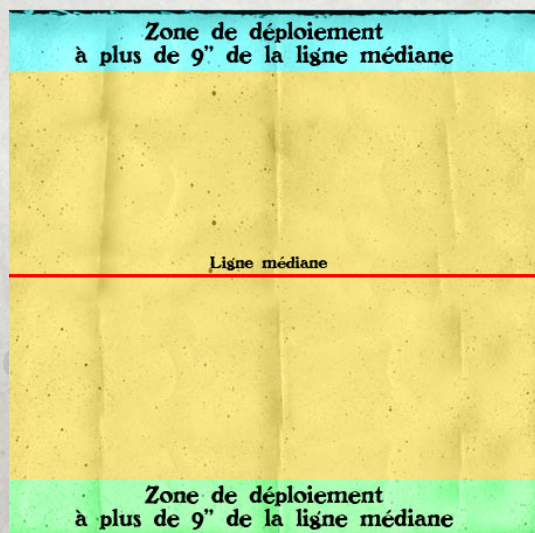 Zone de déploiement
à plus de 9” de la ligne médiane
Ligne médiane
Zone de déploiement
à plus de 9” de la ligne médiane